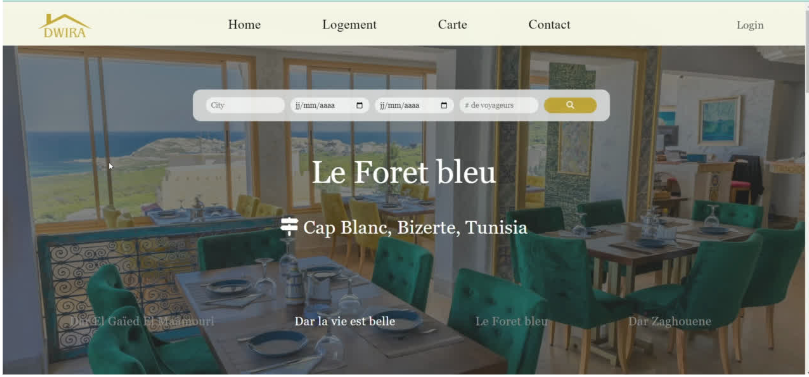 DWIRA
Home Logement Carte Contact Login
City jj/mm/aaaa jj/mm/aaaa # de voyageurs
Le Foret bleu
Cap Blanc, Bizerte, Tunisia
Dar El Gaïed El Maamouri Dar la vie est belle Le Foret bleu Dar Zaghouene